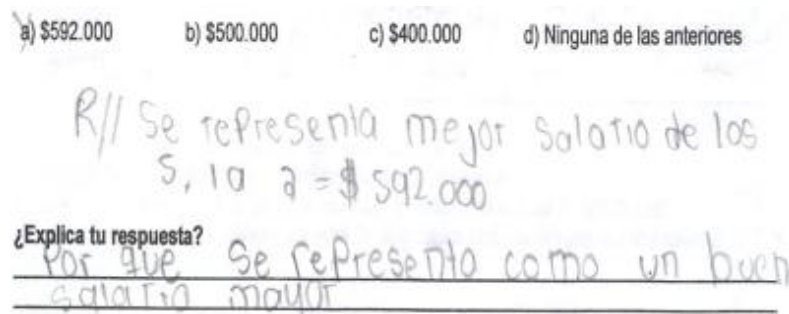 a) $592.000 b) $500.000 c) $400.000 d) Ninguna de las anteriores
R// Se representa mejor Salario de los
5, la a = $ 592.000
¿Explica tu respuesta?
Por que Se representa como un buen
salario mayor